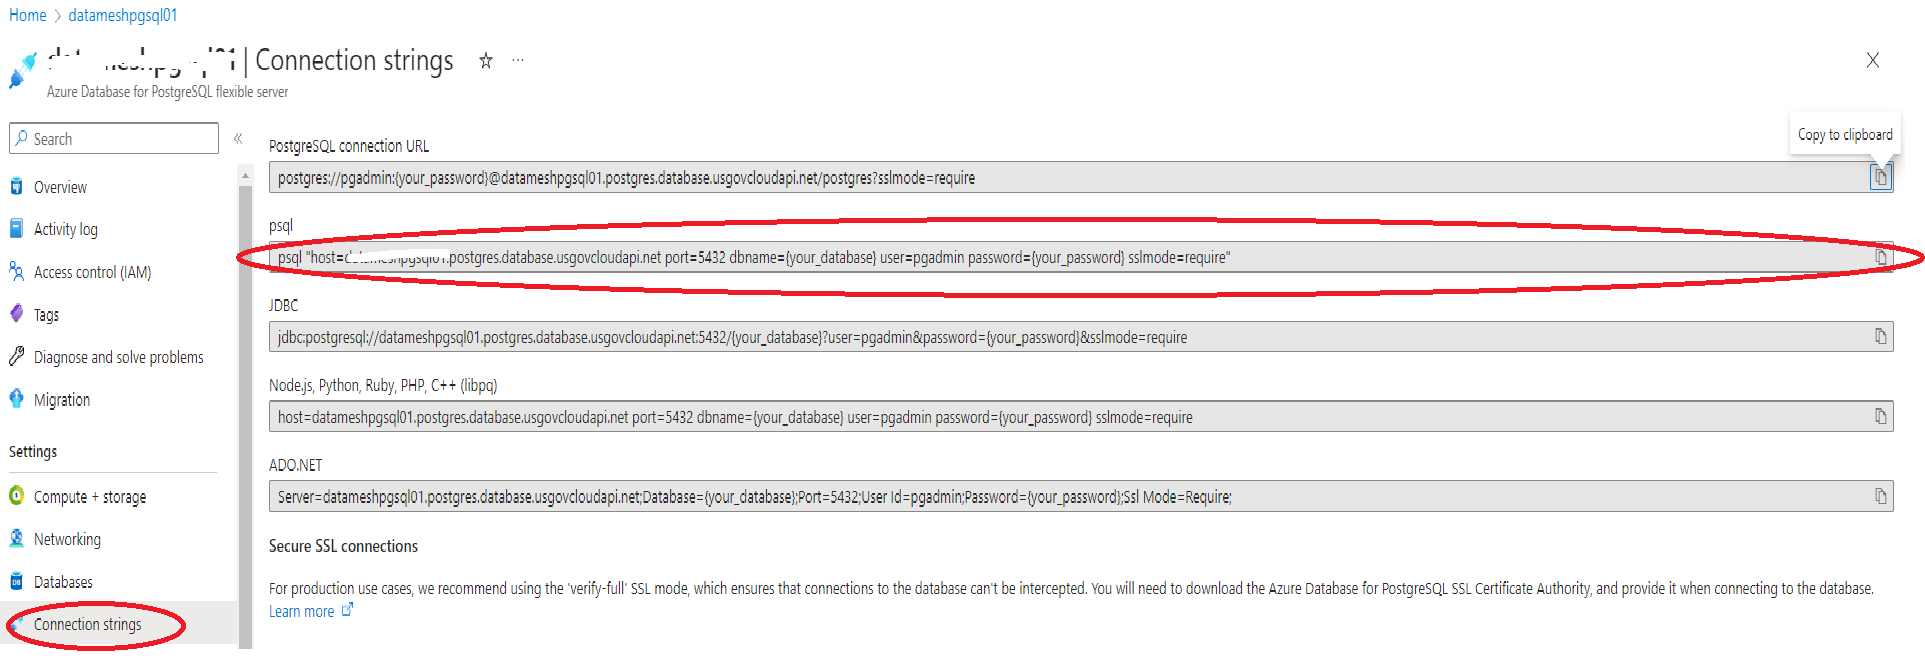 Home > datameshpgsql01
| Connection strings
Azure Database for PostgreSQL flexible server
Search
Overview
Activity log
Access control (IAM)
Tags
Diagnose and solve problems
Migration
Settings
Compute + storage
Networking
Databases
Connection strings
Copy to clipboard
PostgreSQL connection URL
postgres://pgadmin:{your_password}@datameshpgsql01.postgres.database.usgovcloudapi.net/postgres?sslmode=require
psql
psql "host=.postgres.database.usgovcloudapi.net port=5432 dbname={your_database} user=pgadmin password={your_password} sslmode=require"
JDBC
jdbc:postgresql://datameshpgsql01.postgres.database.usgovcloudapi.net:5432/{your_database}?user=pgadmin&password={your_password}&sslmode=require
Node.js, Python, Ruby, PHP, C++ (libpq)
host=datameshpgsql01.postgres.database.usgovcloudapi.net port=5432 dbname={your_database} user=pgadmin password={your_password} sslmode=require
ADO.NET
Server=datameshpgsql01.postgres.database.usgovcloudapi.net;Database={your_database};Port=5432;User Id=pgadmin;Password={your_password};Ssl Mode=Require;
Secure SSL connections
For production use cases, we recommend using the 'verify-full' SSL mode, which ensures that connections to the database can't be intercepted. You will need to download the Azure Database for PostgreSQL SSL Certificate Authority, and provide it when connecting to the database.
Learn more